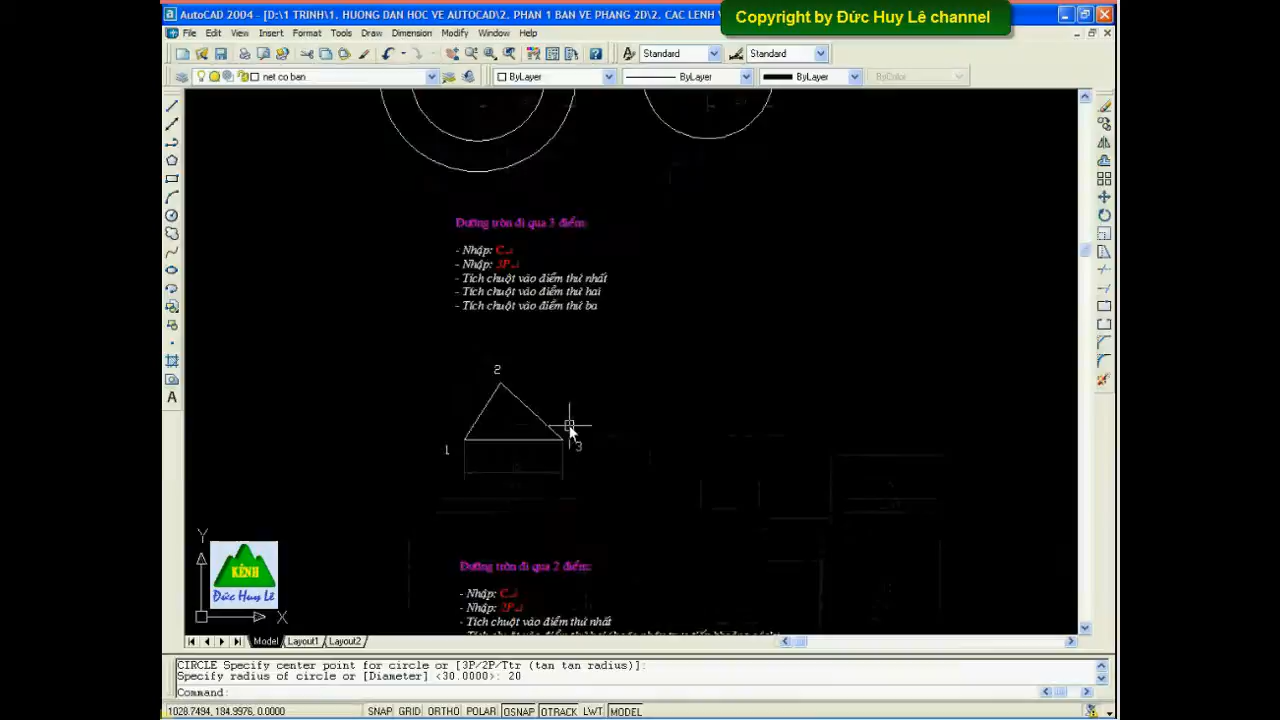 AutoCAD 2004 - [D:\1 TRINH\1. HUONG DAN HOC VE AUTOCAD\2. PHAN 1 BAN VE PHANG 2D\2. CAC LENH V
Copyright by Đức Huy Lê channel
File Edit View Insert Format Tools Draw Dimension Modify Window Help
Standard Standard
net co ban ByLayer ByLayer ByLayer ByColor
Đường tròn đi qua 3 điểm:
- Nhập: C↵
- Nhập: 3P↵
- Tích chuột vào điểm thứ nhất
- Tích chuột vào điểm thứ hai
- Tích chuột vào điểm thứ ba
2
1 3
Y
KÊNH
Đức Huy Lê
X
Đường tròn đi qua 2 điểm:
- Nhập: C↵
- Nhập: 2P↵
- Tích chuột vào điểm thứ nhất
Model Layout1 Layout2
CIRCLE Specify center point for circle or [3P/2P/Ttr (tan tan radius)]:
Specify radius of circle or [Diameter] <30.0000>: 20
Command:
1028.7494, 184.9976, 0.0000 SNAP GRID ORTHO POLAR OSNAP OTRACK LWT MODEL